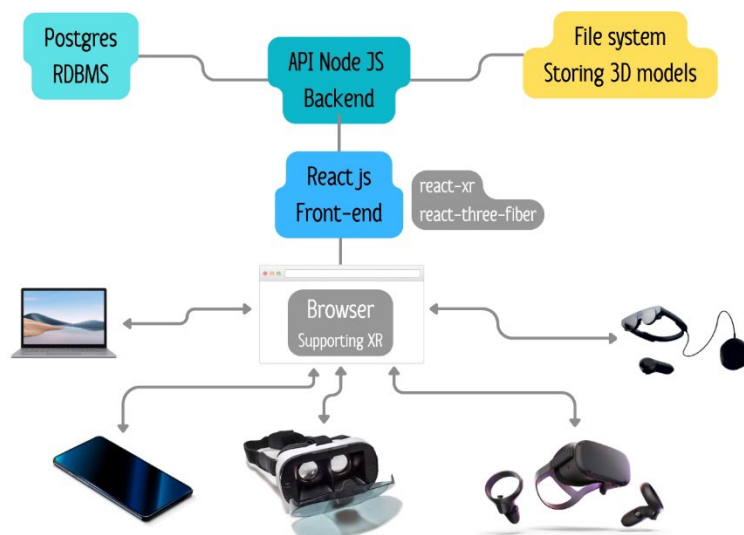 Postgres
RDBMS
API Node JS
Backend
File system
Storing 3D models
React js
Front-end
react-xr
react-three-fiber
Browser
Supporting XR